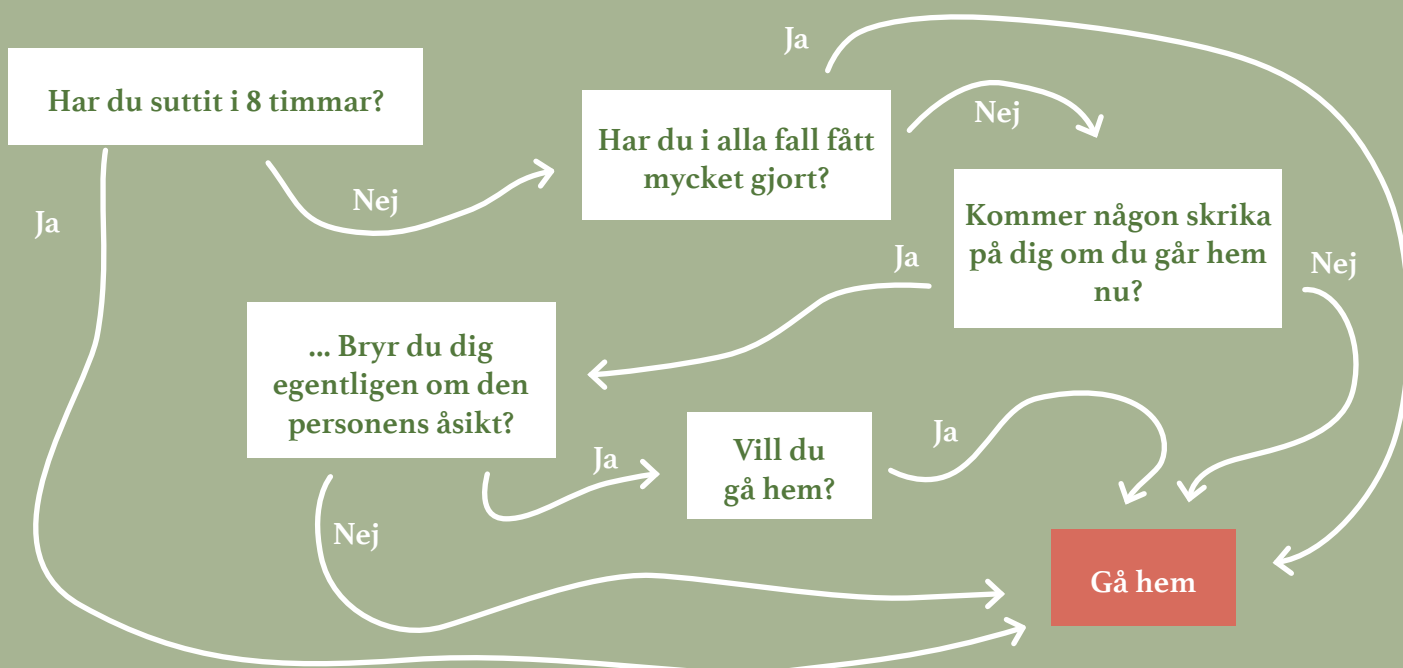 Ja
Har du suttit i 8 timmar?
Har du i alla fall fått
mycket gjort?
Nej
Nej
Ja
Kommer någon skrika
på dig om du går hem
nu?
Ja
Nej
... Bryr du dig
egentligen om den
personens åsikt?
Ja
Vill du
gå hem?
Ja
Nej
Gå hem